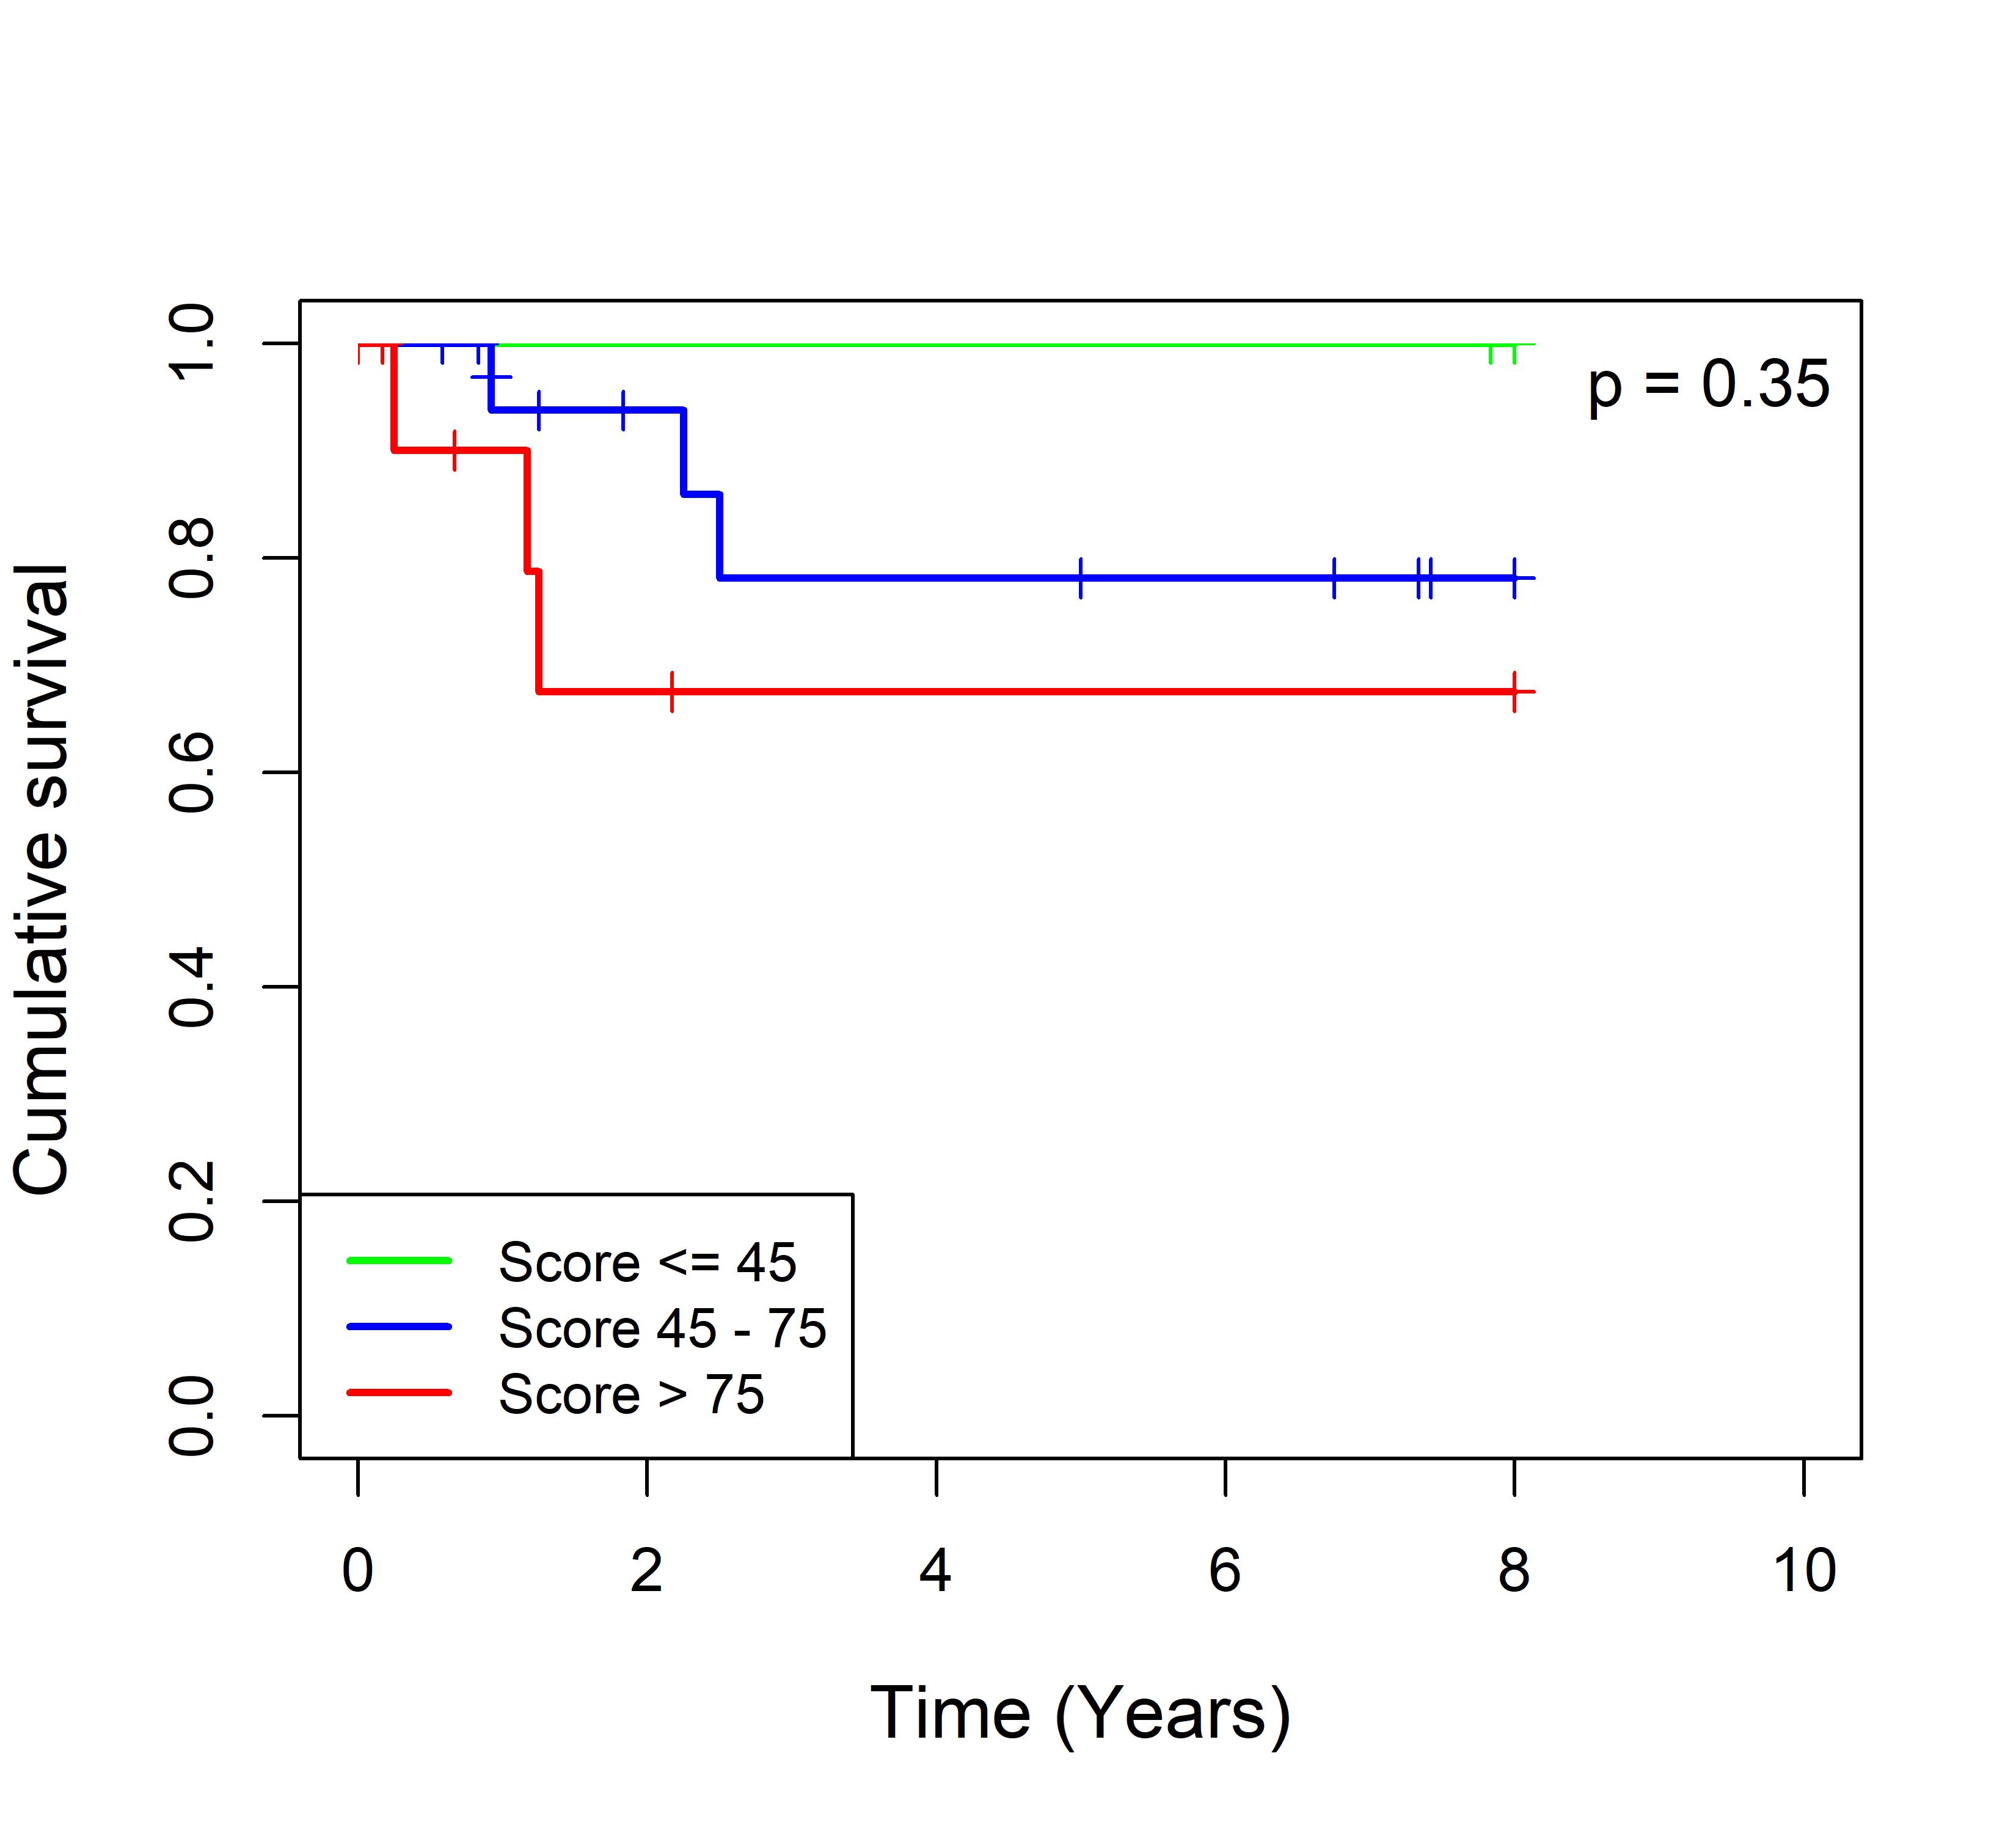 p = 0.35
Cumulative survival
1.0
0.8
0.6
0.4
0.2
0.0
Score <= 45
Score 45 - 75
Score > 75
0 2 4 6 8 10
Time (Years)